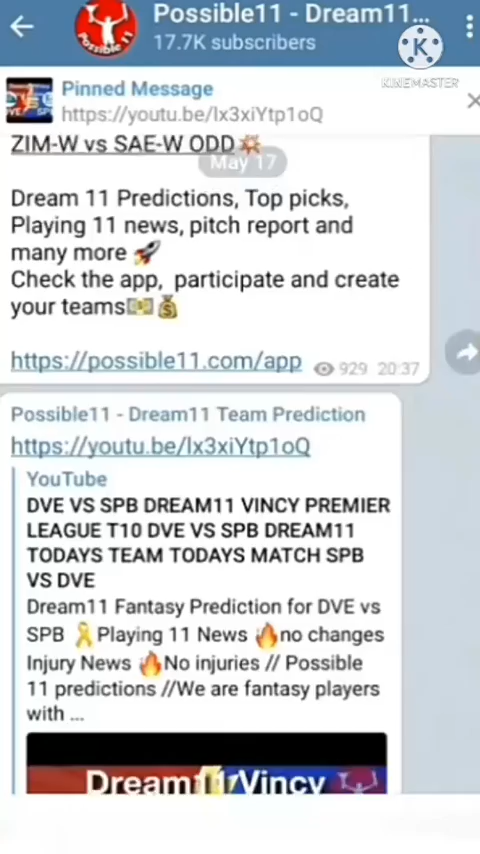 Possible11 - Dream11...
17.7K subscribers
Possible 11
K
KINEMASTER
Pinned Message
https://youtu.be/lx3xiYtp1oQ
ZIM-W vs SAE-W ODD💥
May 17
Dream 11 Predictions, Top picks,
Playing 11 news, pitch report and
many more 🚀
Check the app, participate and create
your teams💵💰
https://possible11.com/app
929 20:37
Possible11 - Dream11 Team Prediction
https://youtu.be/lx3xiYtp1oQ
YouTube
DVE VS SPB DREAM11 VINCY PREMIER
LEAGUE T10 DVE VS SPB DREAM11
TODAYS TEAM TODAYS MATCH SPB
VS DVE
Dream11 Fantasy Prediction for DVE vs
SPB 🎗️Playing 11 News 🔥no changes
Injury News 🔥No injuries // Possible
11 predictions //We are fantasy players
with ...
Dream11 Vincy